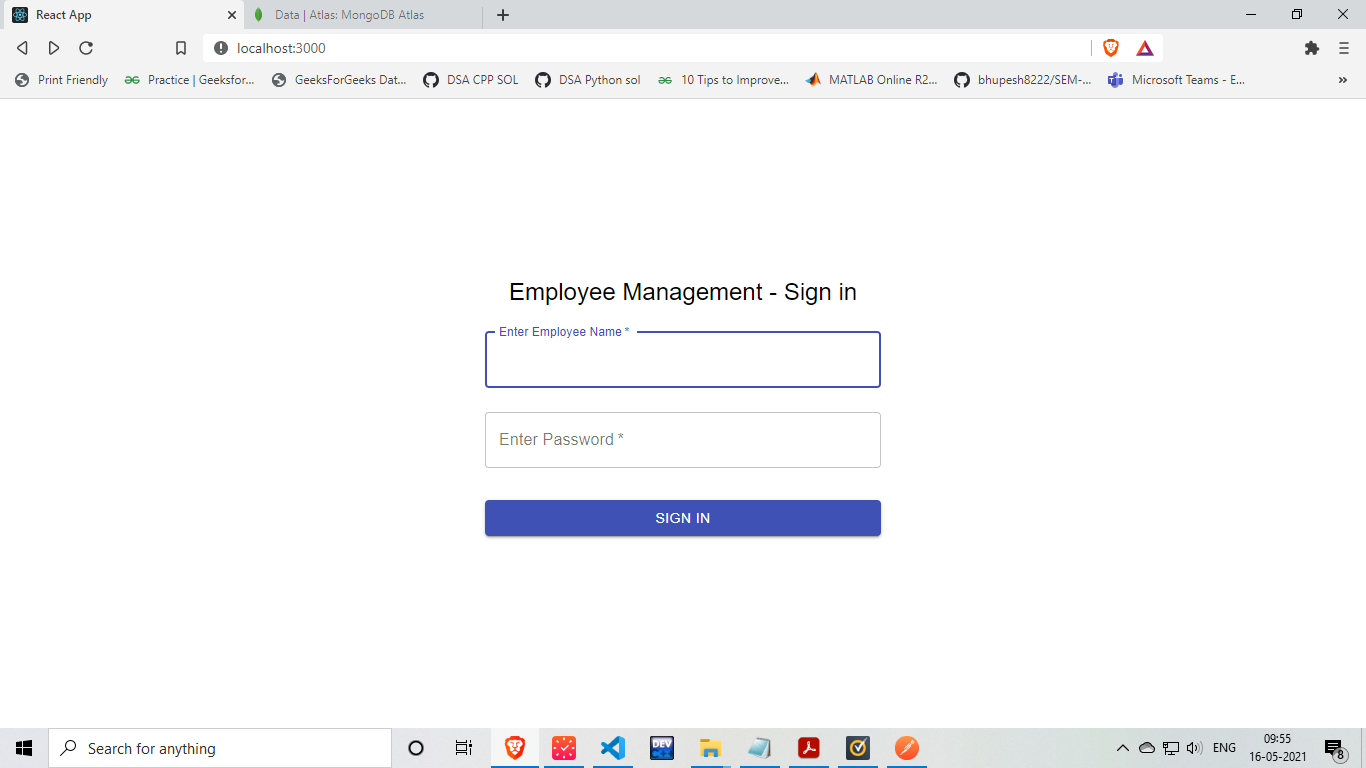 React App
Data | Atlas: MongoDB Atlas
localhost:3000
Print Friendly
Practice | Geeksfor...
GeeksForGeeks Dat...
DSA CPP SOL
DSA Python sol
10 Tips to Improve...
MATLAB Online R2...
bhupesh8222/SEM-...
Microsoft Teams - E...
Employee Management - Sign in
Enter Employee Name *
Enter Password *
SIGN IN
Search for anything
DEV
ENG
09:55
16-05-2021
8